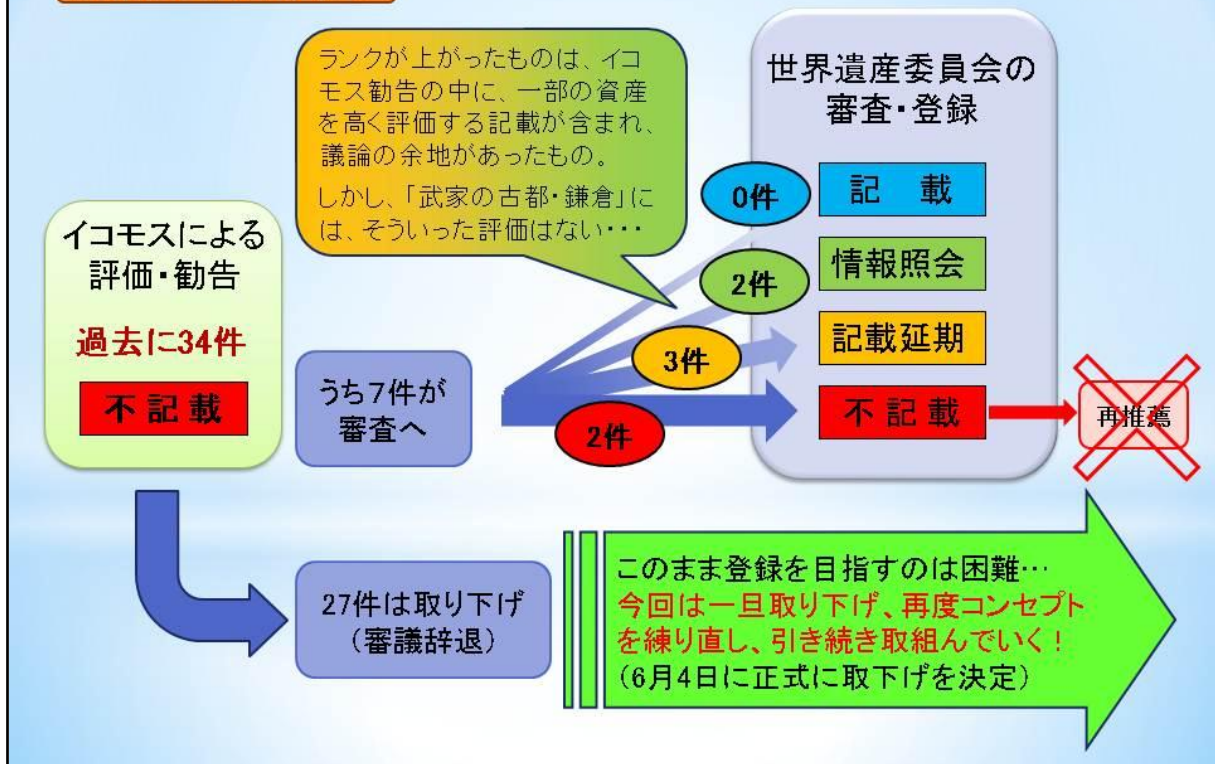 ランクが上がったものは、イコ
モス勧告の中に、一部の資産
を高く評価する記載が含まれ、
議論の余地があったもの。
しかし、「武家の古都・鎌倉」に
は、そういった評価はない・・・
世界遺産委員会の
審査・登録
イコモスによる
評価・勧告
過去に34件
不記載
うち7件が
審査へ
0件
2件
3件
2件
記　載
情報照会
記載延期
不記載
再推薦
27件は取り下げ
（審議辞退）
このまま登録を目指すのは困難…
今回は一旦取り下げ、再度コンセプト
を練り直し、引き続き取組んでいく！
（6月4日に正式に取下げを決定）